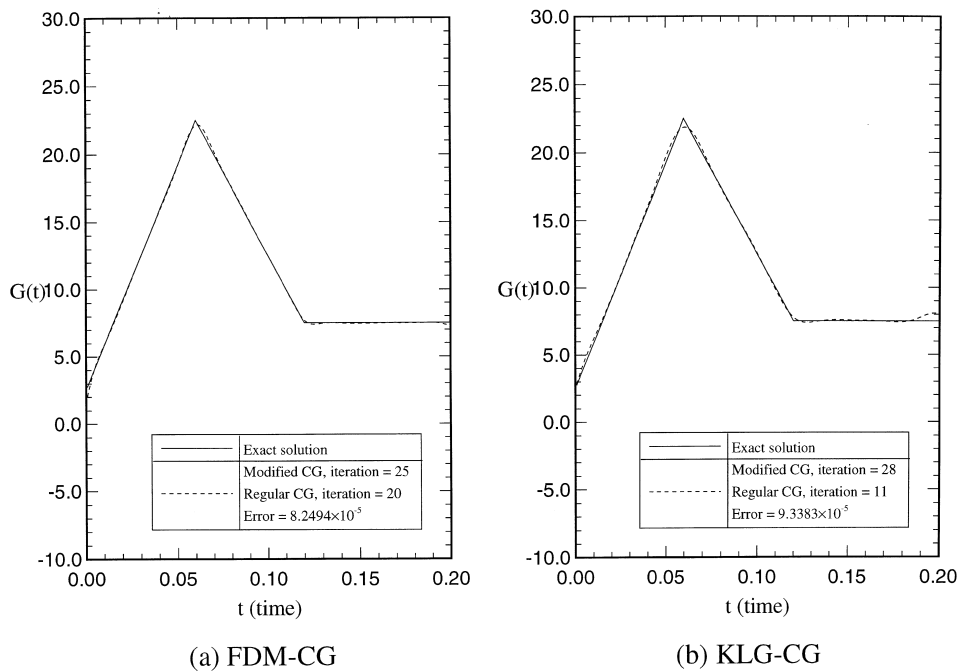 30.0
25.0
20.0
15.0
G(t)10.0
5.0
0.0
-5.0
-10.0
0.00 0.05 0.10 0.15 0.20
t (time)
Exact solution
Modified CG, iteration = 25
Regular CG, iteration = 20
Error = 8.2494×10⁻⁵
(a) FDM-CG
30.0
25.0
20.0
15.0
G(t)10.0
5.0
0.0
-5.0
-10.0
0.00 0.05 0.10 0.15 0.20
t (time)
Exact solution
Modified CG, iteration = 28
Regular CG, iteration = 11
Error = 9.3383×10⁻⁵
(b) KLG-CG